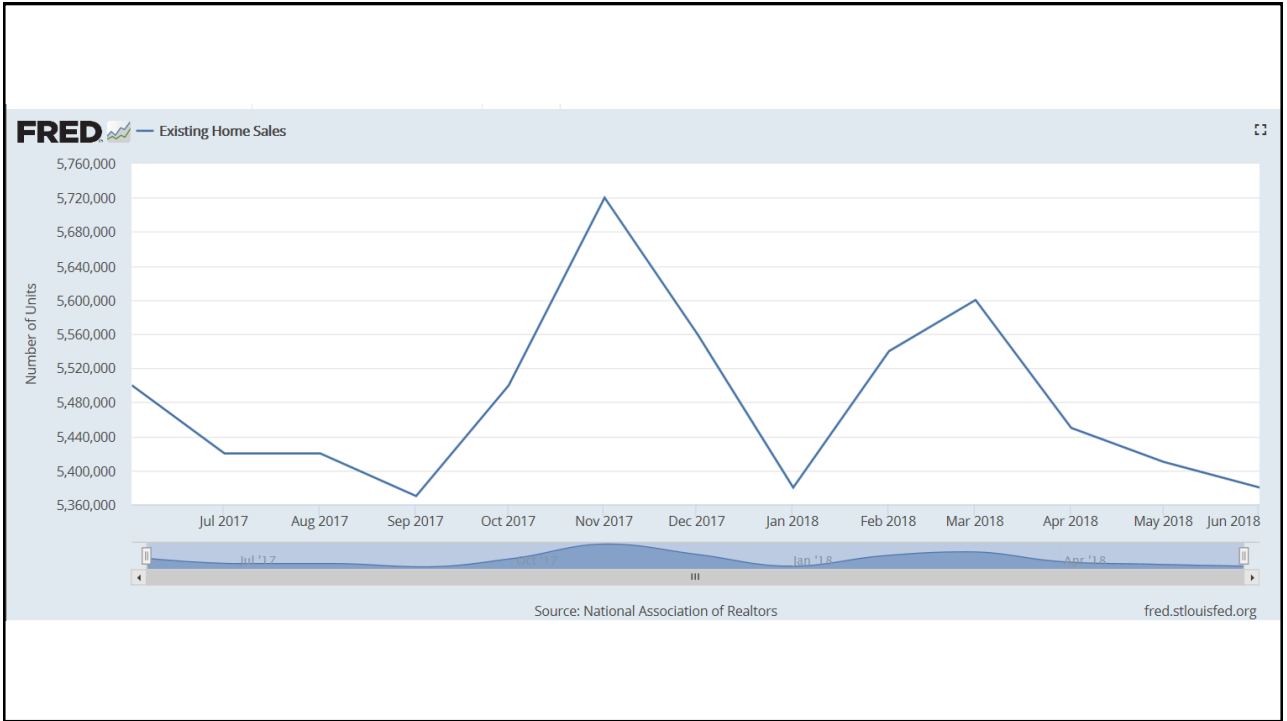 FRED — Existing Home Sales
5,760,000
5,720,000
5,680,000
5,640,000
5,600,000
5,560,000
5,520,000
5,480,000
5,440,000
5,400,000
5,360,000
Number of Units
Jul 2017 Aug 2017 Sep 2017 Oct 2017 Nov 2017 Dec 2017 Jan 2018 Feb 2018 Mar 2018 Apr 2018 May 2018 Jun 2018
Jul '17 Oct '17 Jan '18 Apr '18
Source: National Association of Realtors fred.stlouisfed.org